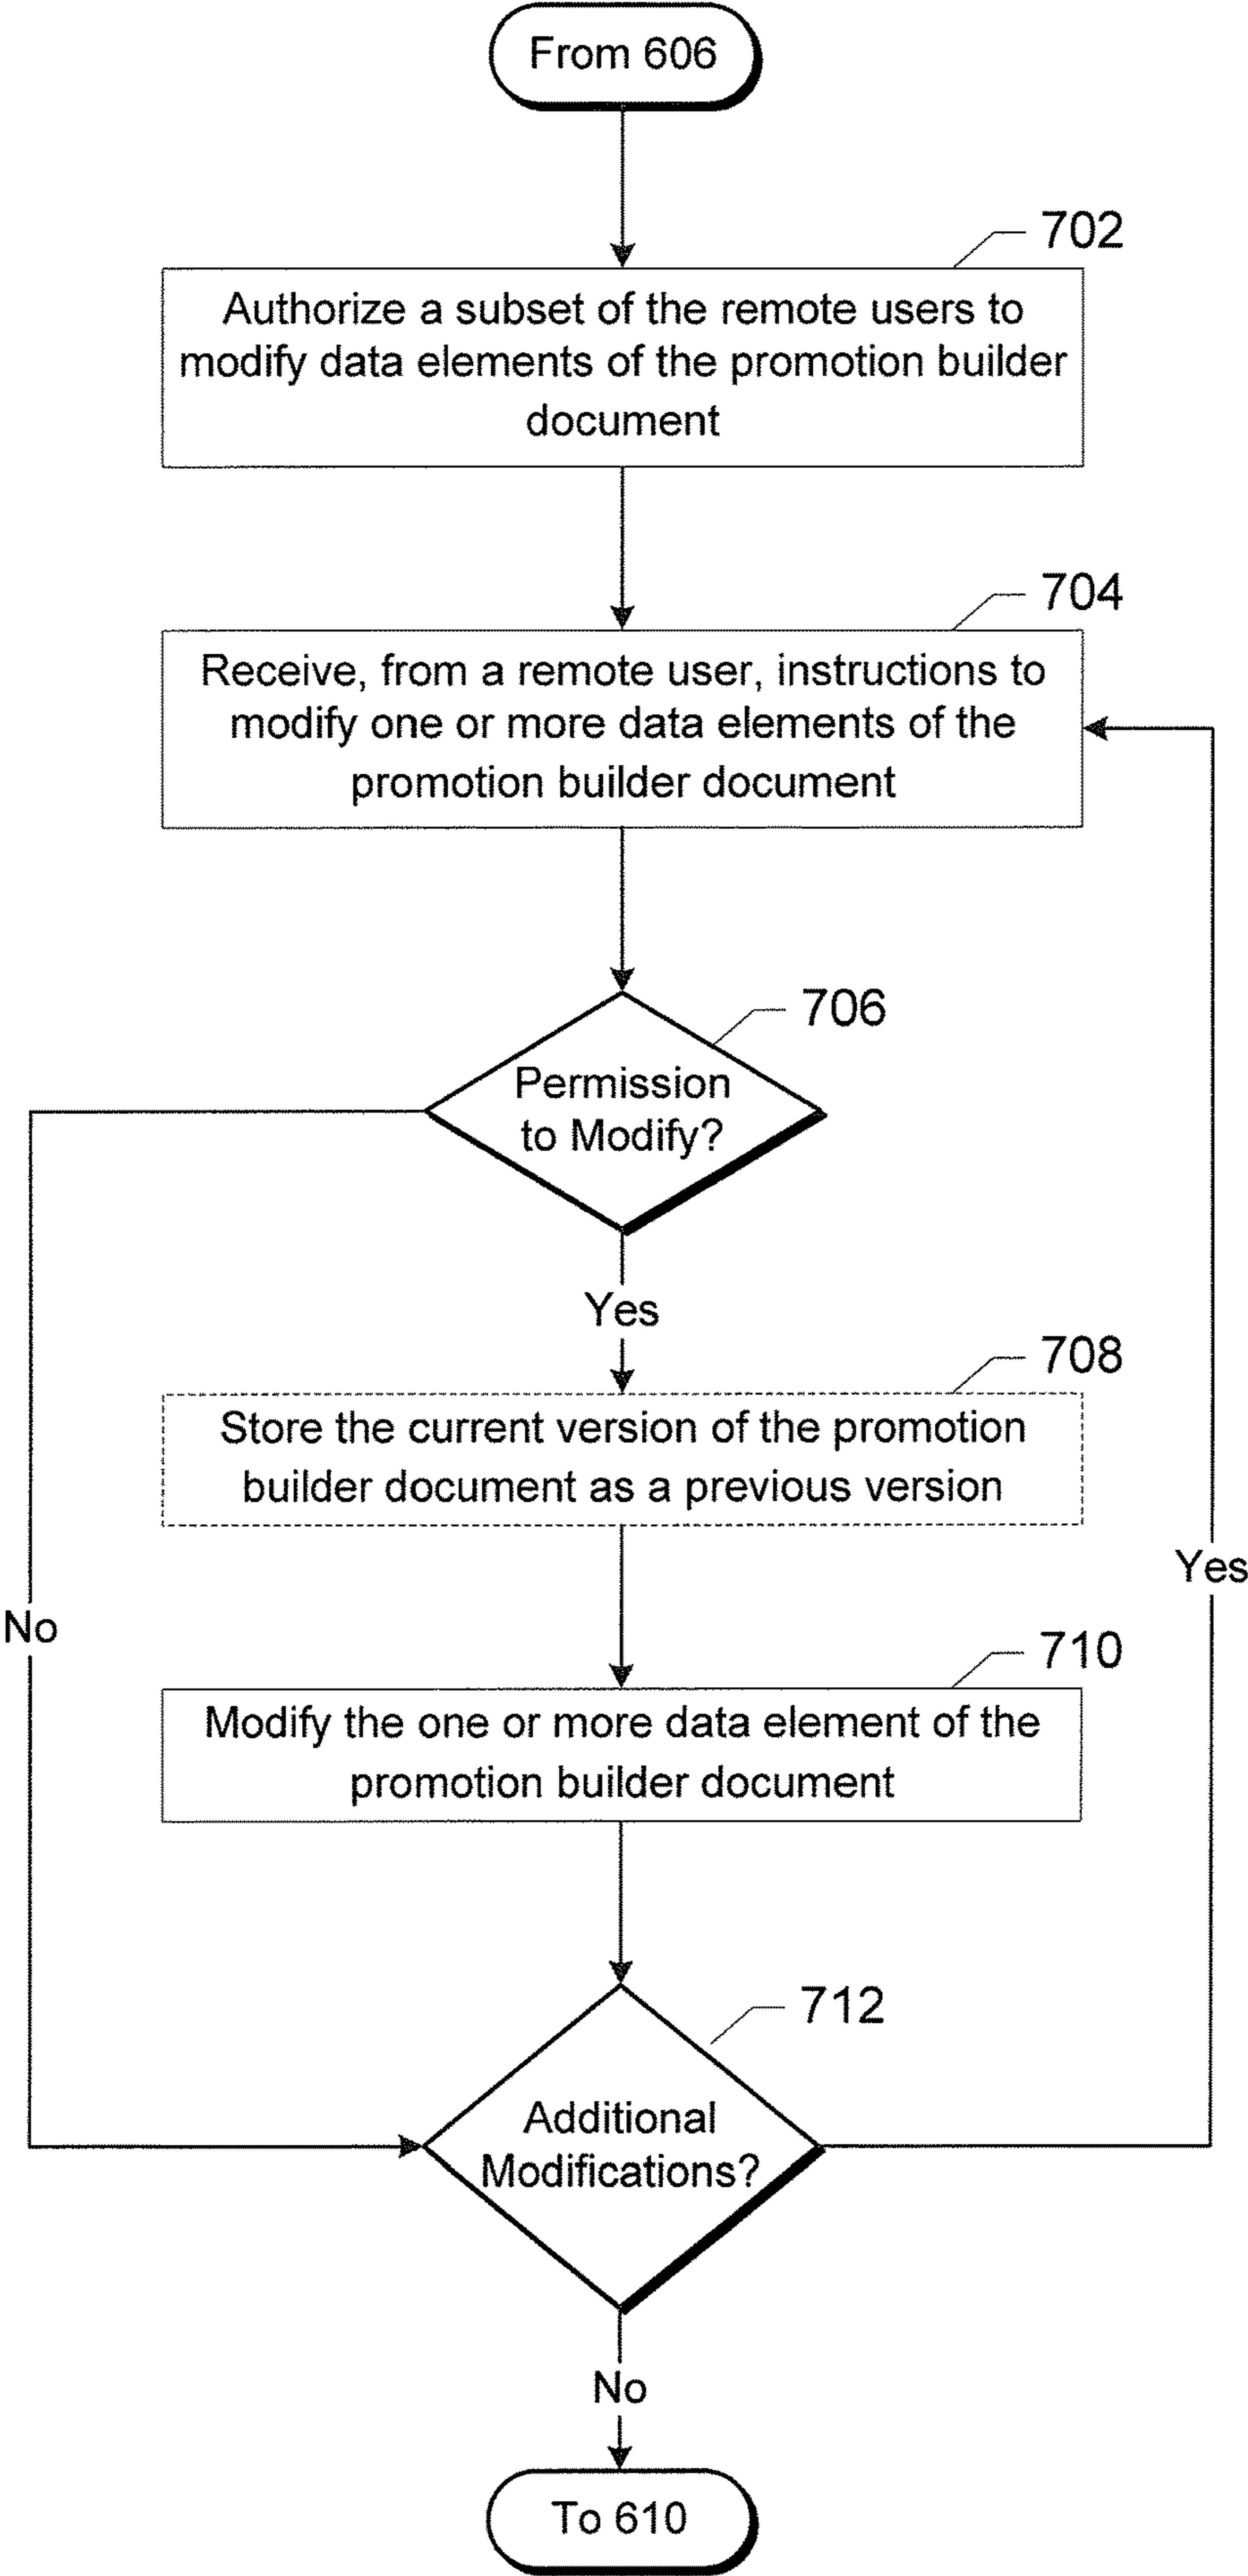 From 606
702
Authorize a subset of the remote users to
modify data elements of the promotion builder
document
704
Receive, from a remote user, instructions to
modify one or more data elements of the
promotion builder document
706
Permission
to Modify?
Yes
708
Store the current version of the promotion
builder document as a previous version
Yes
No
710
Modify the one or more data element of the
promotion builder document
712
Additional
Modifications?
No
To 610